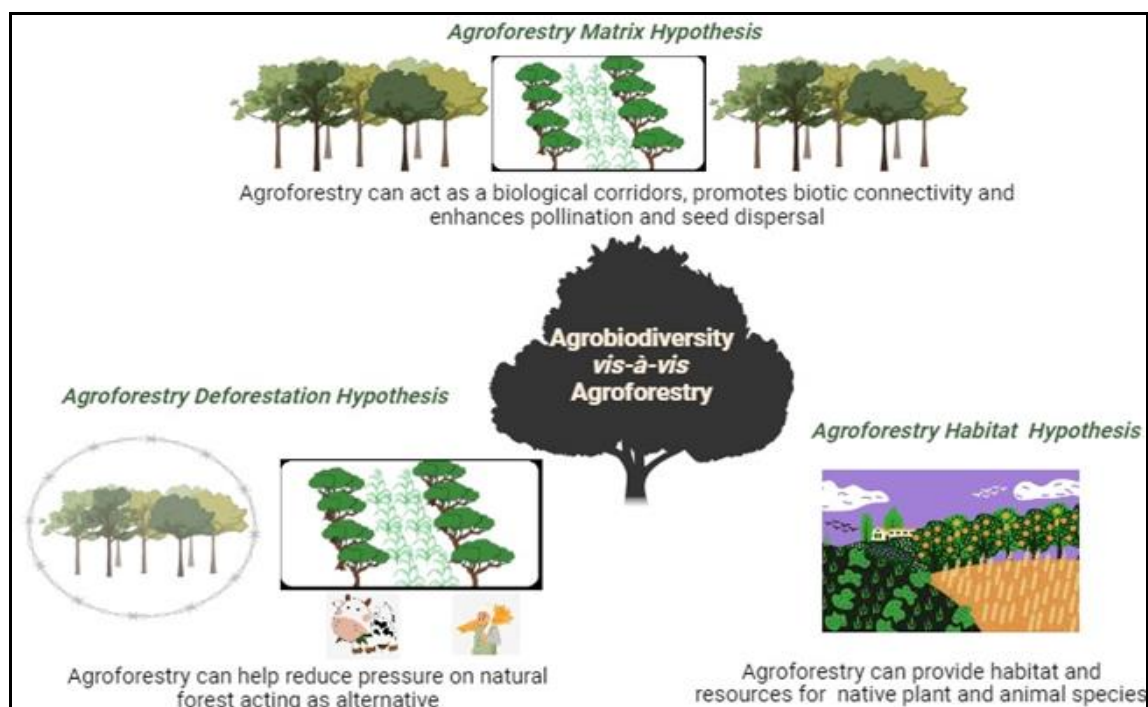 Agroforestry Matrix Hypothesis
Agroforestry can act as a biological corridors, promotes biotic connectivity and
enhances pollination and seed dispersal
Agrobiodiversity
vis-à-vis
Agroforestry
Agroforestry Deforestation Hypothesis
Agroforestry can help reduce pressure on natural
forest acting as alternative
Agroforestry Habitat Hypothesis
Agroforestry can provide habitat and
resources for native plant and animal species